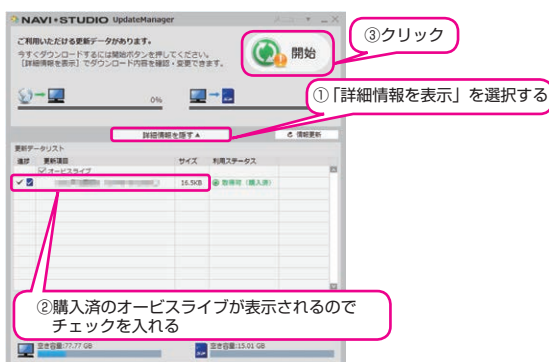 NAVI•STUDIO UpdateManager
③クリック
ご利用いただける更新データがあります。
今すぐダウンロードするには開始ボタンを押してください。
[詳細情報を表示] でダウンロード内容を確認・変更できます。
開始
0%
①「詳細情報を表示」を選択する
詳細情報を隠す▲
情報更新
更新データリスト
進捗 更新項目 サイズ 利用ステータス
オービスライブ
16.5KB 取得可（購入済）
②購入済のオービスライブが表示されるので
チェックを入れる
空き容量:77.77 GB
空き容量:15.01 GB